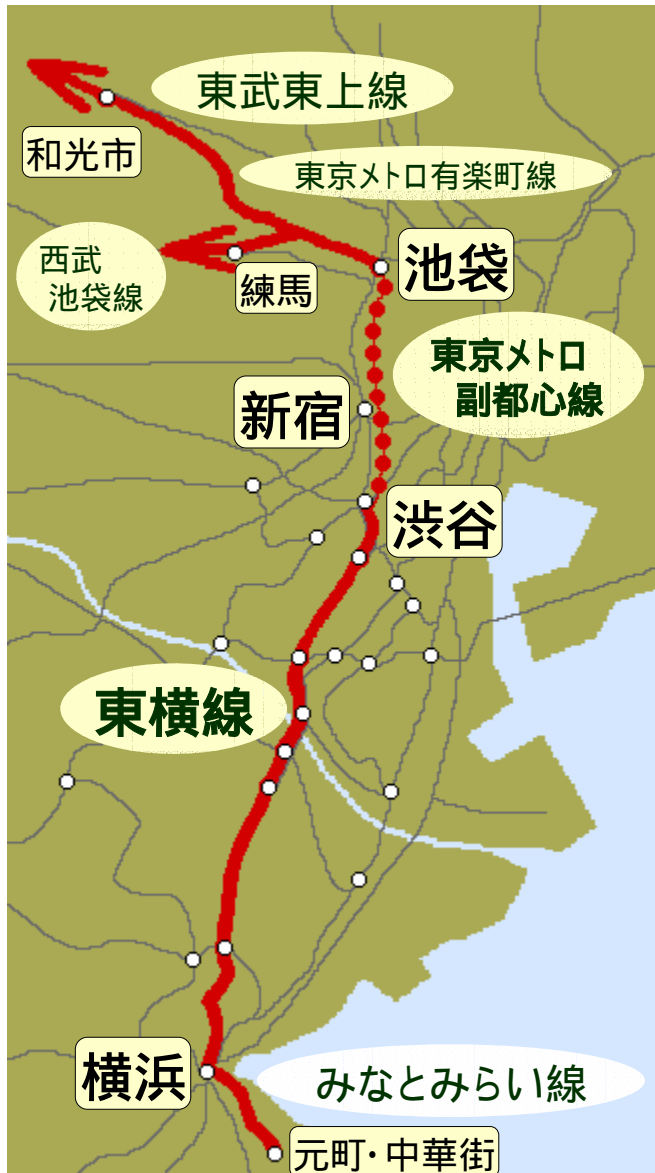 東武東上線
和光市
東京メトロ有楽町線
西武
池袋線
練馬
池袋
東京メトロ
副都心線
新宿
渋谷
東横線
横浜
みなとみらい線
元町･中華街